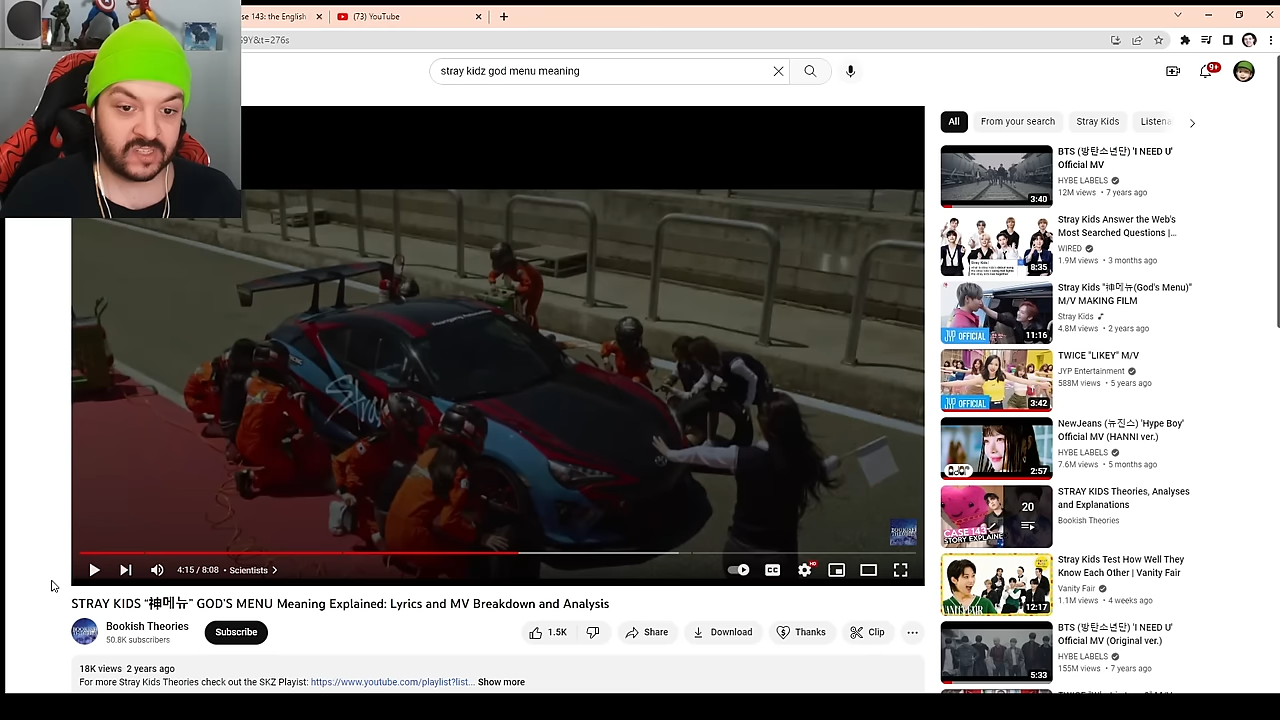 se 143: the English
(73) YouTube
59Y&t=276s
stray kidz god menu meaning
9+
All
From your search
Stray Kids
Listena
BTS (방탄소년단) 'I NEED U'
Official MV
HYBE LABELS
12M views • 7 years ago
3:40
Stray Kids Answer the Web's
Most Searched Questions |...
WIRED
1.9M views • 3 months ago
8:35
Stray Kids "神메뉴(God's Menu)"
M/V MAKING FILM
Stray Kids
4.8M views • 2 years ago
JYP OFFICIAL
11:16
TWICE "LIKEY" M/V
JYP Entertainment
588M views • 5 years ago
JYP OFFICIAL
3:42
NewJeans (뉴진스) 'Hype Boy'
Official MV (HANNI ver.)
HYBE LABELS
7.6M views • 5 months ago
2:57
STRAY KIDS Theories, Analyses
and Explanations
Bookish Theories
20
CASE 143
STORY EXPLAINE
Stray Kids Test How Well They
Know Each Other | Vanity Fair
Vanity Fair
1.1M views • 4 weeks ago
VANITY FAIR
12:17
BTS (방탄소년단) 'I NEED U'
Official MV (Original ver.)
HYBE LABELS
155M views • 7 years ago
5:33
Stray
4:15 / 8:08 • Scientists
CC
HD
STRAY KIDS "神메뉴" GOD'S MENU Meaning Explained: Lyrics and MV Breakdown and Analysis
Bookish Theories
50.8K subscribers
Subscribe
1.5K
Share
Download
Thanks
Clip
18K views 2 years ago
For more Stray Kids Theories check out the SKZ Playlist: https://www.youtube.com/playlist?list... Show more